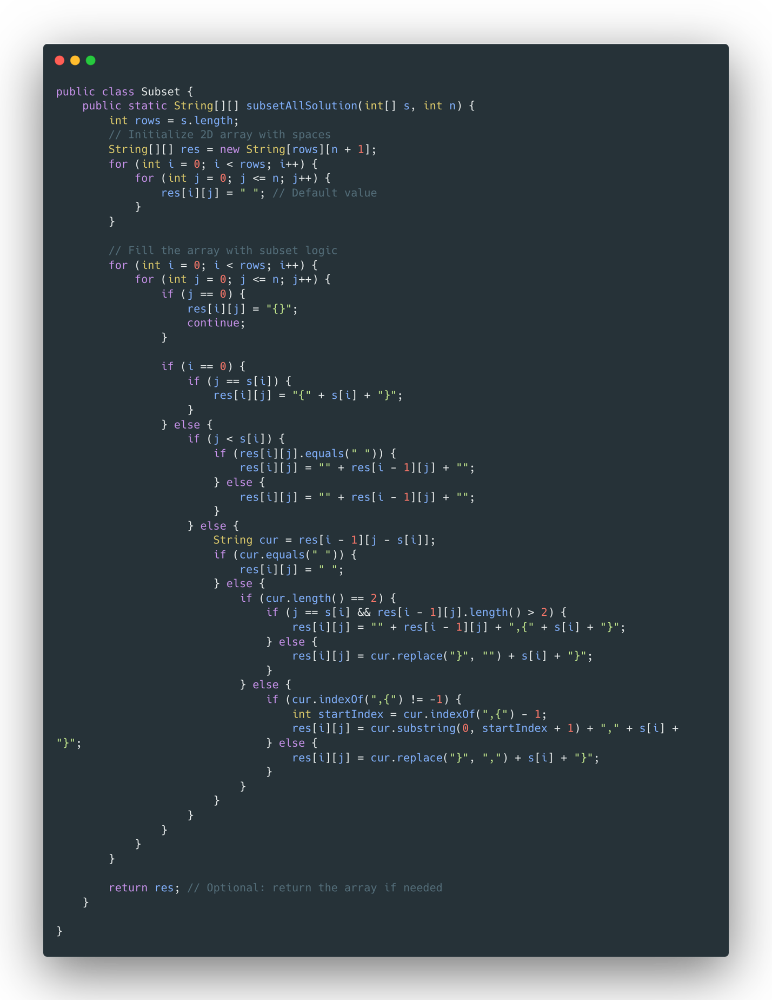 public class Subset {
    public static String[][] subsetAllSolution(int[] s, int n) {
        int rows = s.length;
        // Initialize 2D array with spaces
        String[][] res = new String[rows][n + 1];
        for (int i = 0; i < rows; i++) {
            for (int j = 0; j <= n; j++) {
                res[i][j] = " "; // Default value
            }
        }

        // Fill the array with subset logic
        for (int i = 0; i < rows; i++) {
            for (int j = 0; j <= n; j++) {
                if (j == 0) {
                    res[i][j] = "{}";
                    continue;
                }

                if (i == 0) {
                    if (j == s[i]) {
                        res[i][j] = "{" + s[i] + "}";
                    }
                } else {
                    if (j < s[i]) {
                        if (res[i][j].equals(" ")) {
                            res[i][j] = "" + res[i - 1][j] + "";
                        } else {
                            res[i][j] = "" + res[i - 1][j] + "";
                        }
                    } else {
                        String cur = res[i - 1][j - s[i]];
                        if (cur.equals(" ")) {
                            res[i][j] = " ";
                        } else {
                            if (cur.length() == 2) {
                                if (j == s[i] && res[i - 1][j].length() > 2) {
                                    res[i][j] = "" + res[i - 1][j] + ",{" + s[i] + "}";
                                } else {
                                    res[i][j] = cur.replace("}", "") + s[i] + "}";
                                }
                            } else {
                                if (cur.indexOf(",{") != -1) {
                                    int startIndex = cur.indexOf(",{") - 1;
                                    res[i][j] = cur.substring(0, startIndex + 1) + "," + s[i] +
"}";                            } else {
                                    res[i][j] = cur.replace("}", ",") + s[i] + "}";
                                }
                            }
                        }
                    }
                }
            }
        }

        return res; // Optional: return the array if needed
    }

}